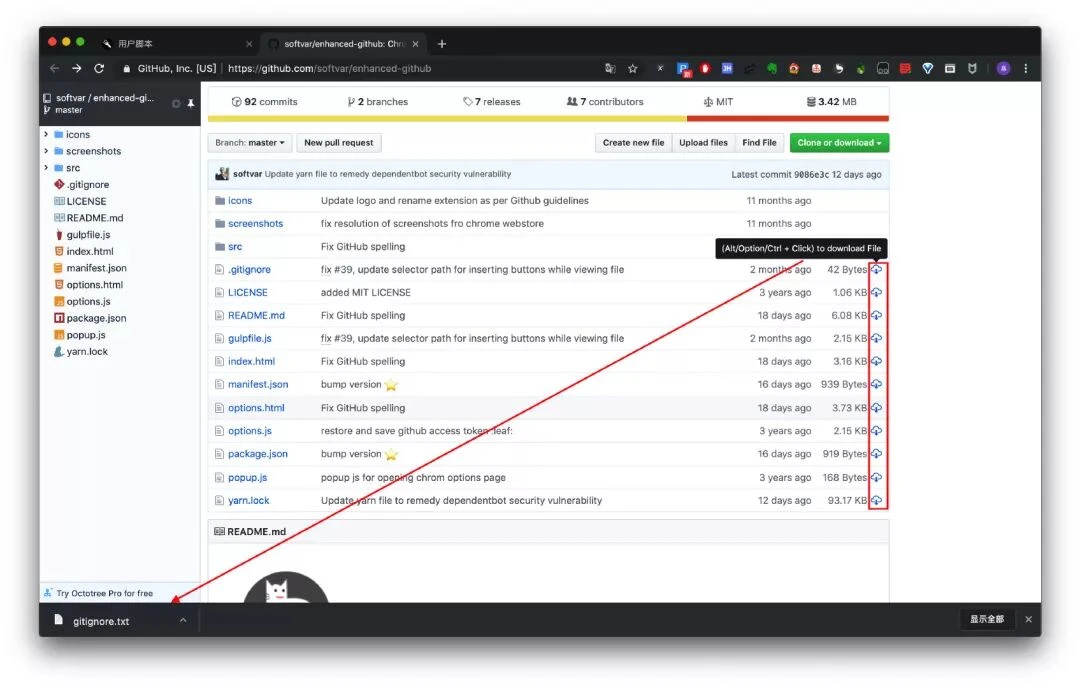 用户脚本
softvar/enhanced-github: Chro
GitHub, Inc. [US] | https://github.com/softvar/enhanced-github
softvar / enhanced-gi...
master
92 commits
2 branches
7 releases
7 contributors
MIT
3.42 MB
icons
screenshots
src
.gitignore
LICENSE
README.md
gulpfile.js
index.html
manifest.json
options.html
options.js
package.json
popup.js
yarn.lock
Branch: master
New pull request
Create new file
Upload files
Find File
Clone or download
softvar Update yarn file to remedy dependentbot security vulnerability
Latest commit 9086e3c 12 days ago
icons Update logo and rename extension as per Github guidelines 11 months ago
screenshots fix resolution of screenshots fro chrome webstore 11 months ago
src Fix GitHub spelling
(Alt/Option/Ctrl + Click) to download File
.gitignore fix #39, update selector path for inserting buttons while viewing file 2 months ago 42 Bytes
LICENSE added MIT LICENSE 3 years ago 1.06 KB
README.md Fix GitHub spelling 18 days ago 6.08 KB
gulpfile.js fix #39, update selector path for inserting buttons while viewing file 2 months ago 2.15 KB
index.html Fix GitHub spelling 18 days ago 3.16 KB
manifest.json bump version 16 days ago 939 Bytes
options.html Fix GitHub spelling 18 days ago 3.73 KB
options.js restore and save github access token :leaf: 3 years ago 2.15 KB
package.json bump version 16 days ago 919 Bytes
popup.js popup js for opening chrom options page 3 years ago 168 Bytes
yarn.lock Update yarn file to remedy dependentbot security vulnerability 12 days ago 93.17 KB
README.md
Try Octotree Pro for free
gitignore.txt
显示全部